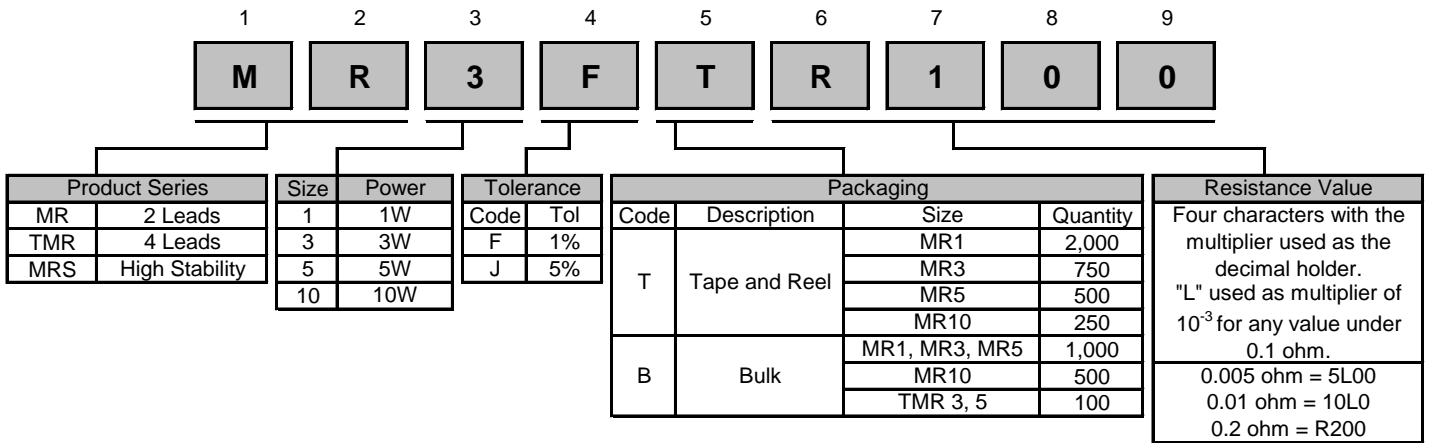 1 2 3 4 5 6 7 8 9
M R 3 F T R 1 0 0
Product Series
MR 2 Leads
TMR 4 Leads
MRS High Stability
Size Power
1 1W
3 3W
5 5W
10 10W
Tolerance
Code Tol
F 1%
J 5%
Packaging
Code Description Size Quantity
T Tape and Reel
MR1 2,000
MR3 750
MR5 500
MR10 250
B Bulk
MR1, MR3, MR5 1,000
MR10 500
TMR 3, 5 100
Resistance Value
Four characters with the
multiplier used as the
decimal holder.
"L" used as multiplier of
10⁻³ for any value under
0.1 ohm.
0.005 ohm = 5L00
0.01 ohm = 10L0
0.2 ohm = R200